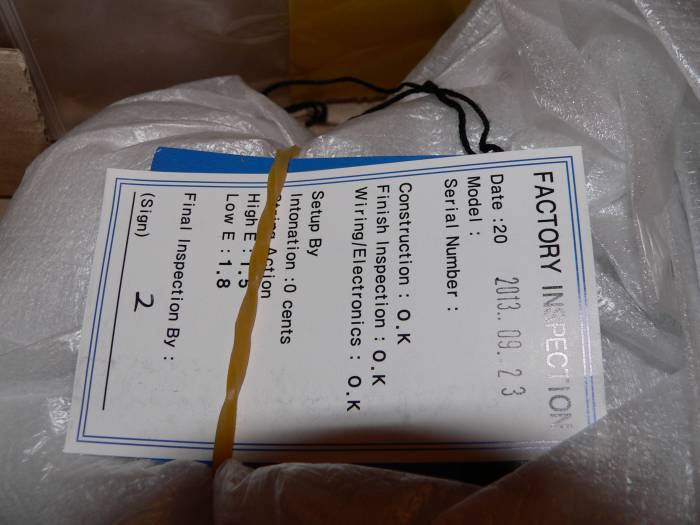 FACTORY INSPECTION
Date :20 2013. 09. 23
Model :
Serial Number :
Construction : O.K
Finish Inspection : O.K
Wiring/Electronics : O.K
Setup By
Intonation :0 cents
Action
High E : 1.5
Low E : 1.8
Final Inspection By :
(Sign) 2